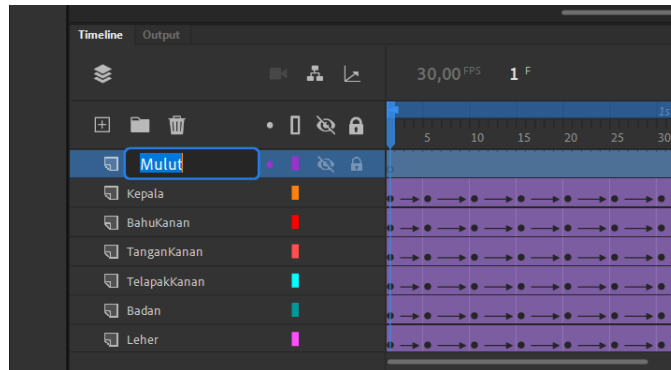 Timeline Output
30,00 FPS 1 F
1s
5 10 15 20 25 30
Mulut
Kepala
BahuKanan
TanganKanan
TelapakKanan
Badan
Leher